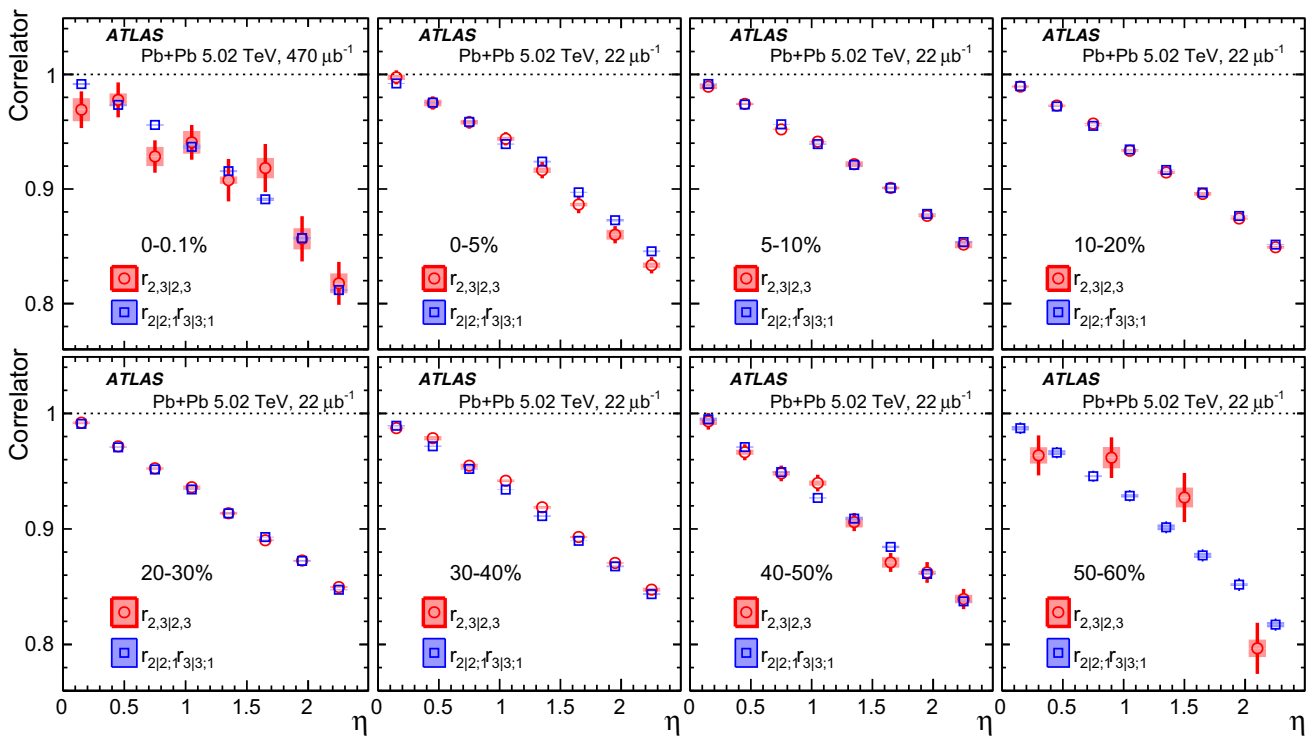 Correlator
ATLAS
Pb+Pb 5.02 TeV, 470 μb⁻¹
1
0.9
0.8
0-0.1%
r2,3|2,3
r2|2;1r3|3;1
ATLAS
Pb+Pb 5.02 TeV, 22 μb⁻¹
0-5%
r2,3|2,3
r2|2;1r3|3;1
ATLAS
Pb+Pb 5.02 TeV, 22 μb⁻¹
5-10%
r2,3|2,3
r2|2;1r3|3;1
ATLAS
Pb+Pb 5.02 TeV, 22 μb⁻¹
10-20%
r2,3|2,3
r2|2;1r3|3;1
Correlator
ATLAS
Pb+Pb 5.02 TeV, 22 μb⁻¹
1
0.9
0.8
20-30%
r2,3|2,3
r2|2;1r3|3;1
0 0.5 1 1.5 2
η
ATLAS
Pb+Pb 5.02 TeV, 22 μb⁻¹
30-40%
r2,3|2,3
r2|2;1r3|3;1
0 0.5 1 1.5 2
η
ATLAS
Pb+Pb 5.02 TeV, 22 μb⁻¹
40-50%
r2,3|2,3
r2|2;1r3|3;1
0 0.5 1 1.5 2
η
ATLAS
Pb+Pb 5.02 TeV, 22 μb⁻¹
50-60%
r2,3|2,3
r2|2;1r3|3;1
0 0.5 1 1.5 2
η